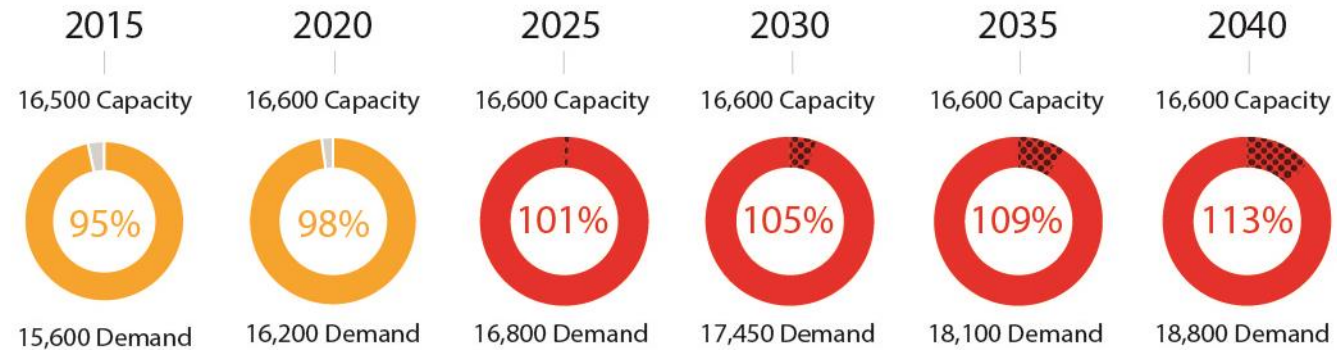 2015 2020 2025 2030 2035 2040
16,500 Capacity 16,600 Capacity 16,600 Capacity 16,600 Capacity 16,600 Capacity 16,600 Capacity
95% 98% 101% 105% 109% 113%
15,600 Demand 16,200 Demand 16,800 Demand 17,450 Demand 18,100 Demand 18,800 Demand